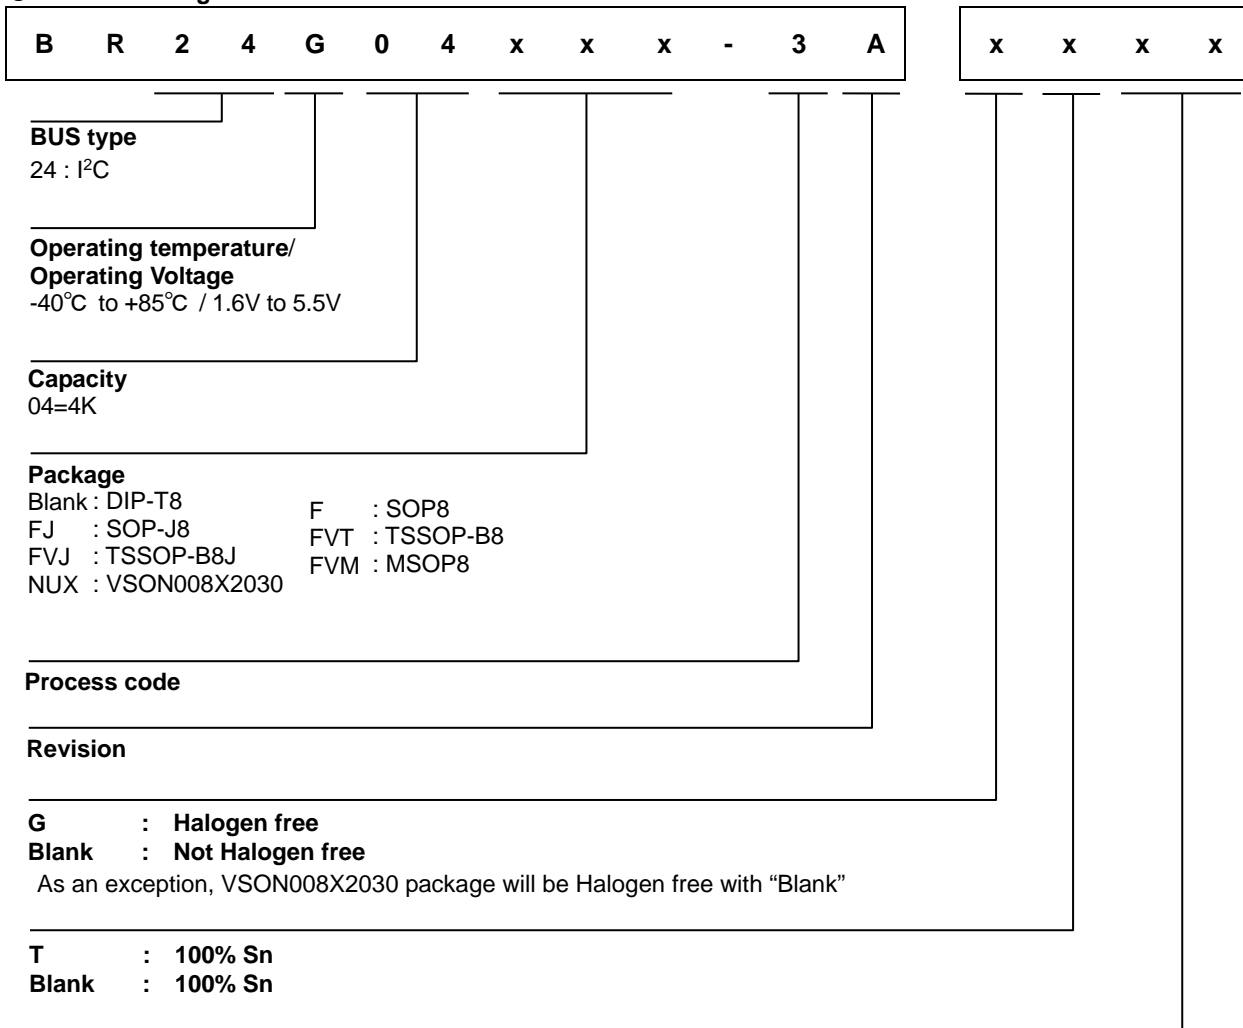 B R 2 4 G 0 4 x x x - 3 A x x x x
BUS type
24 : I²C
Operating temperature/
Operating Voltage
-40℃ to +85℃ / 1.6V to 5.5V
Capacity
04=4K
Package
Blank : DIP-T8
FJ : SOP-J8
FVJ : TSSOP-B8J
NUX : VSON008X2030
F : SOP8
FVT : TSSOP-B8
FVM : MSOP8
Process code
Revision
G : Halogen free
Blank : Not Halogen free
As an exception, VSON008X2030 package will be Halogen free with “Blank”
T : 100% Sn
Blank : 100% Sn